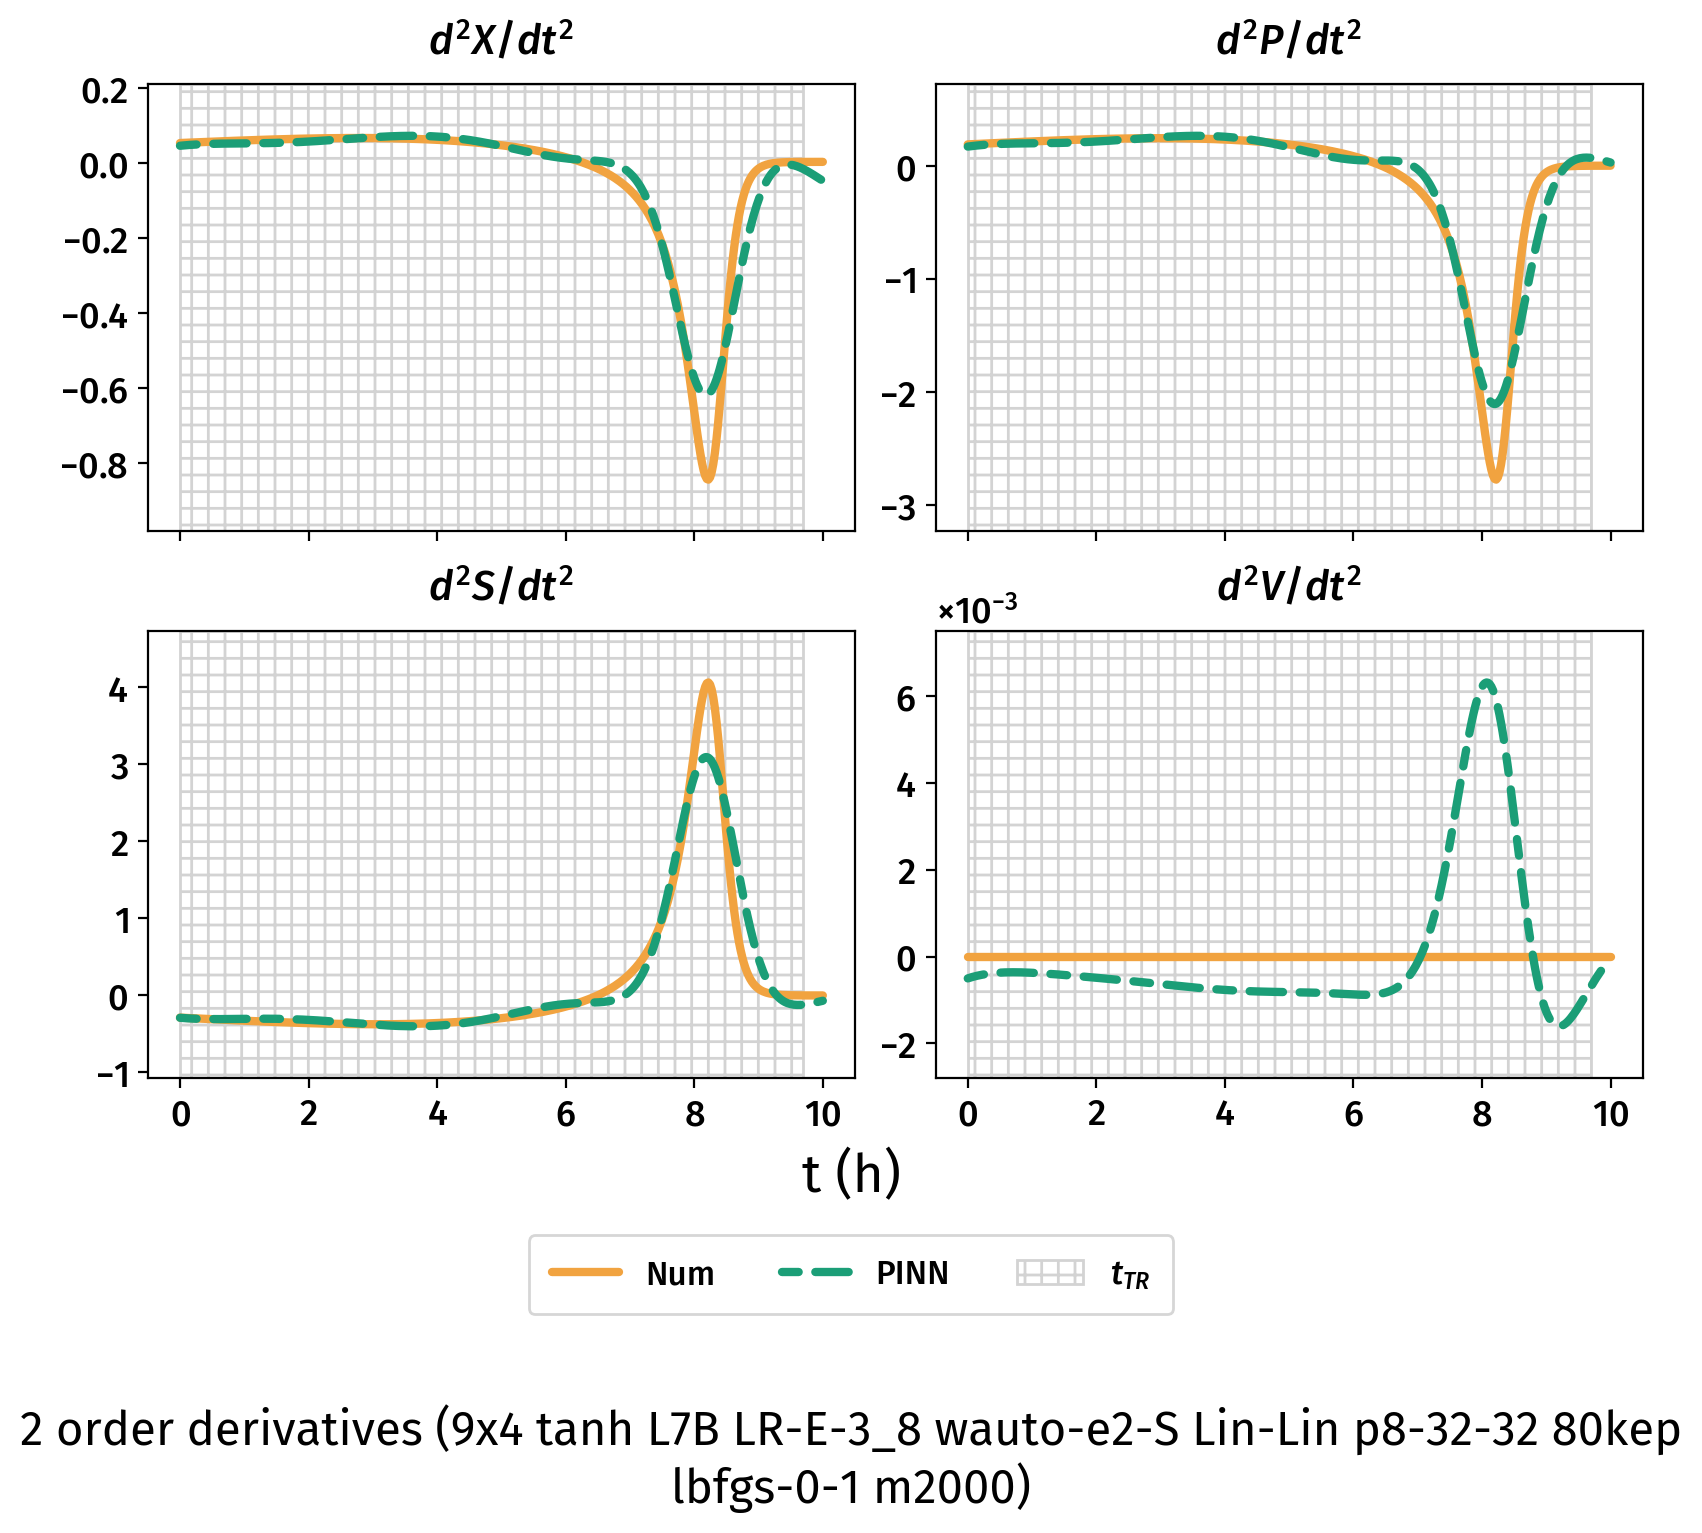 d²X/dt²
d²P/dt²
0.2
0.0
−0.2
−0.4
−0.6
−0.8
0
−1
−2
−3
d²S/dt²
d²V/dt²
×10⁻³
4
3
2
1
0
−1
6
4
2
0
−2
0 2 4 6 8 10
0 2 4 6 8 10
t (h)
Num PINN t_TR
2 order derivatives (9x4 tanh L7B LR-E-3_8 wauto-e2-S Lin-Lin p8-32-32 80kep
lbfgs-0-1 m2000)